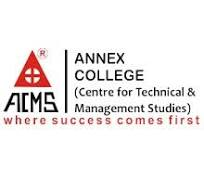 ®
ANNEX
COLLEGE
(Centre for Technical &
Management Studies)
ACMS
where success comes first